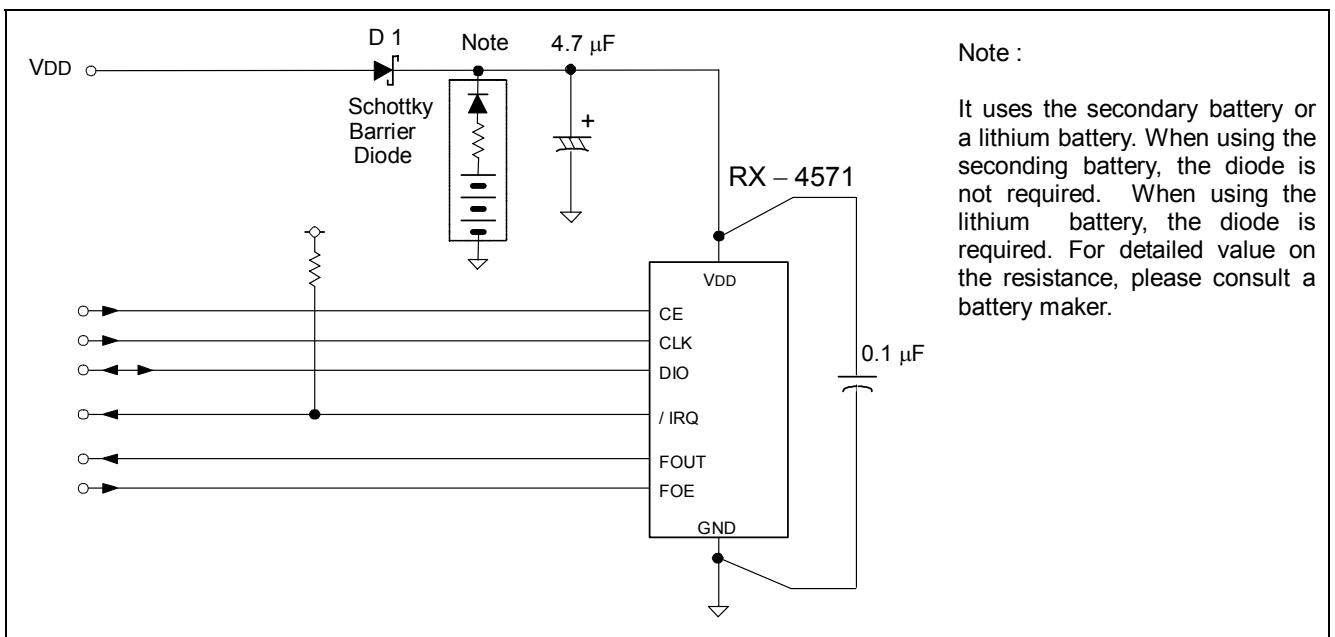 D 1
Note
4.7 μF
VDD
Schottky
Barrier
Diode
+
RX – 4571
VDD
CE
CLK
DIO
/ IRQ
FOUT
FOE
GND
0.1 μF
Note :
It uses the secondary battery or
a lithium battery. When using the
seconding battery, the diode is
not required. When using the
lithium battery, the diode is
required. For detailed value on
the resistance, please consult a
battery maker.